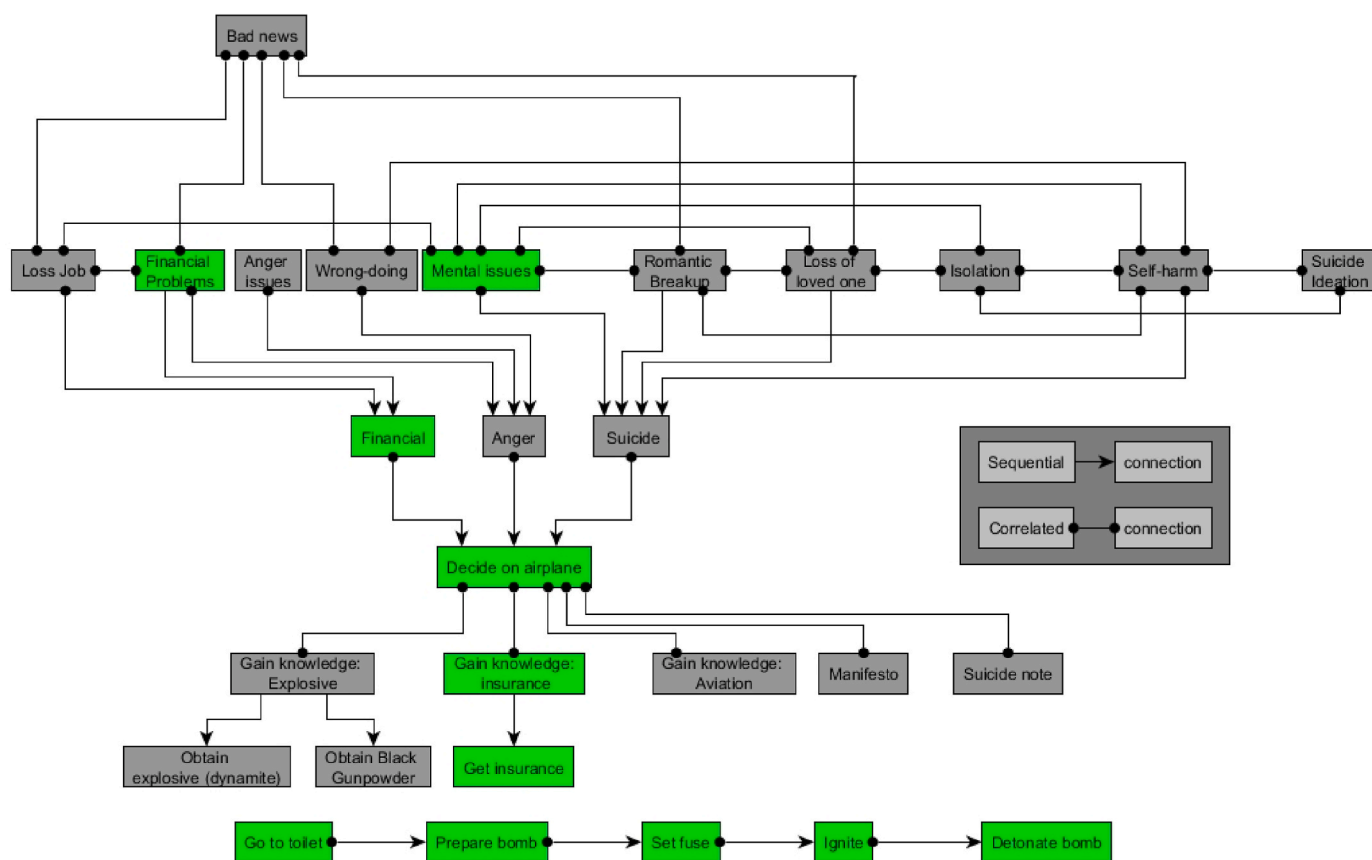 Bad news
Loss Job
Financial
Problems
Anger
issues
Wrong-doing
Mental issues
Romantic
Breakup
Loss of
loved one
Isolation
Self-harm
Suicide
Ideation
Financial
Anger
Suicide
Sequential
connection
Correlated
connection
Decide on airplane
Gain knowledge:
Explosive
Gain knowledge:
insurance
Gain knowledge:
Aviation
Manifesto
Suicide note
Obtain
explosive (dynamite)
Obtain Black
Gunpowder
Get insurance
Go to toilet
Prepare bomb
Set fuse
Ignite
Detonate bomb